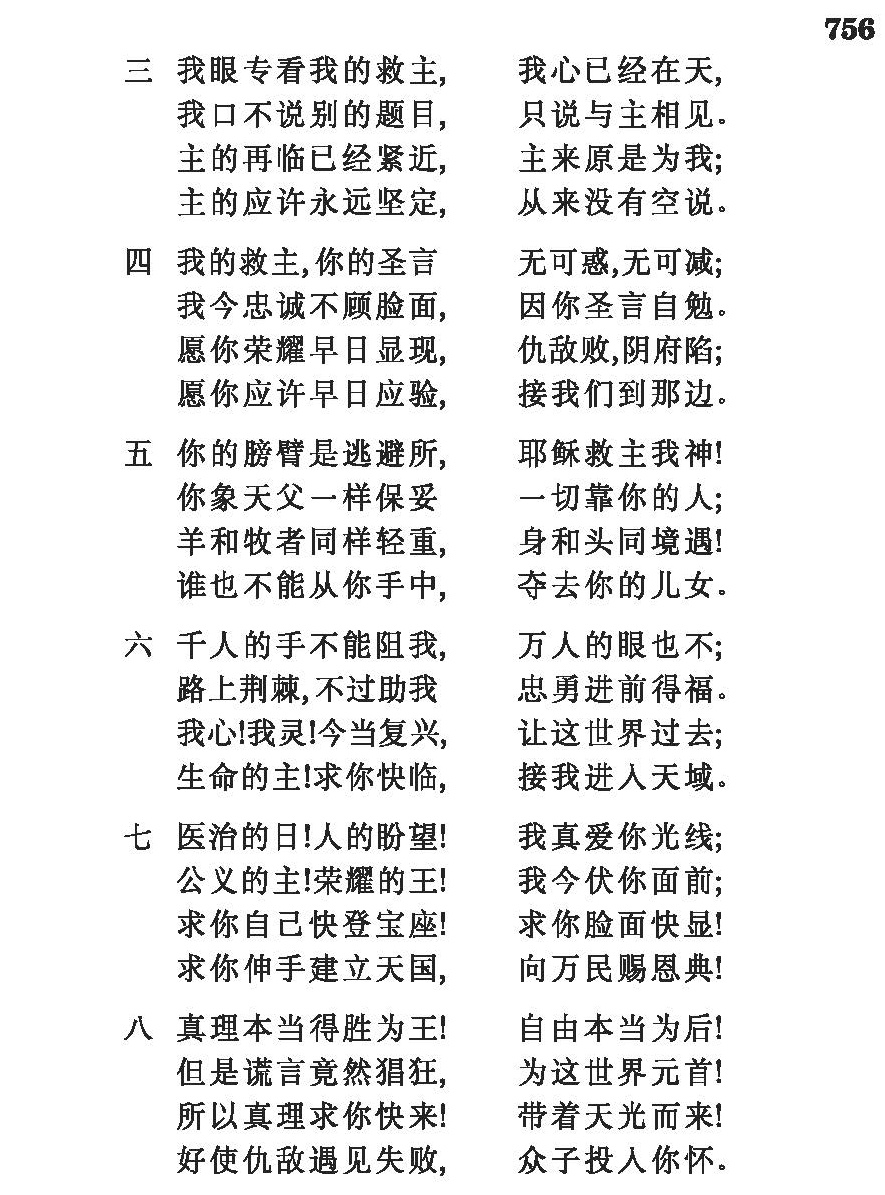 756
三 我眼专看我的救主, 我心已经在天,
我口不说别的题目, 只说与主相见。
主的再临已经紧近, 主来原是为我;
主的应许永远坚定, 从来没有空说。
四 我的救主,你的圣言 无可惑,无可减;
我今忠诚不顾脸面, 因你圣言自勉。
愿你荣耀早日显现, 仇敌败,阴府陷;
愿你应许早日应验, 接我们到那边。
五 你的膀臂是逃避所, 耶稣救主我神!
你象天父一样保妥 一切靠你的人;
羊和牧者同样轻重, 身和头同境遇!
谁也不能从你手中, 夺去你的儿女。
六 千人的手不能阻我, 万人的眼也不;
路上荆棘,不过助我 忠勇进前得福。
我心!我灵!今当复兴, 让这世界过去;
生命的主!求你快临, 接我进入天域。
七 医治的日!人的盼望! 我真爱你光线;
公义的主!荣耀的王! 我今伏你面前;
求你自己快登宝座! 求你脸面快显!
求你伸手建立天国, 向万民赐恩典!
八 真理本当得胜为王! 自由本当为后!
但是谎言竟然猖狂, 为这世界元首!
所以真理求你快来! 带着天光而来!
好使仇敌遇见失败, 众子投入你怀。